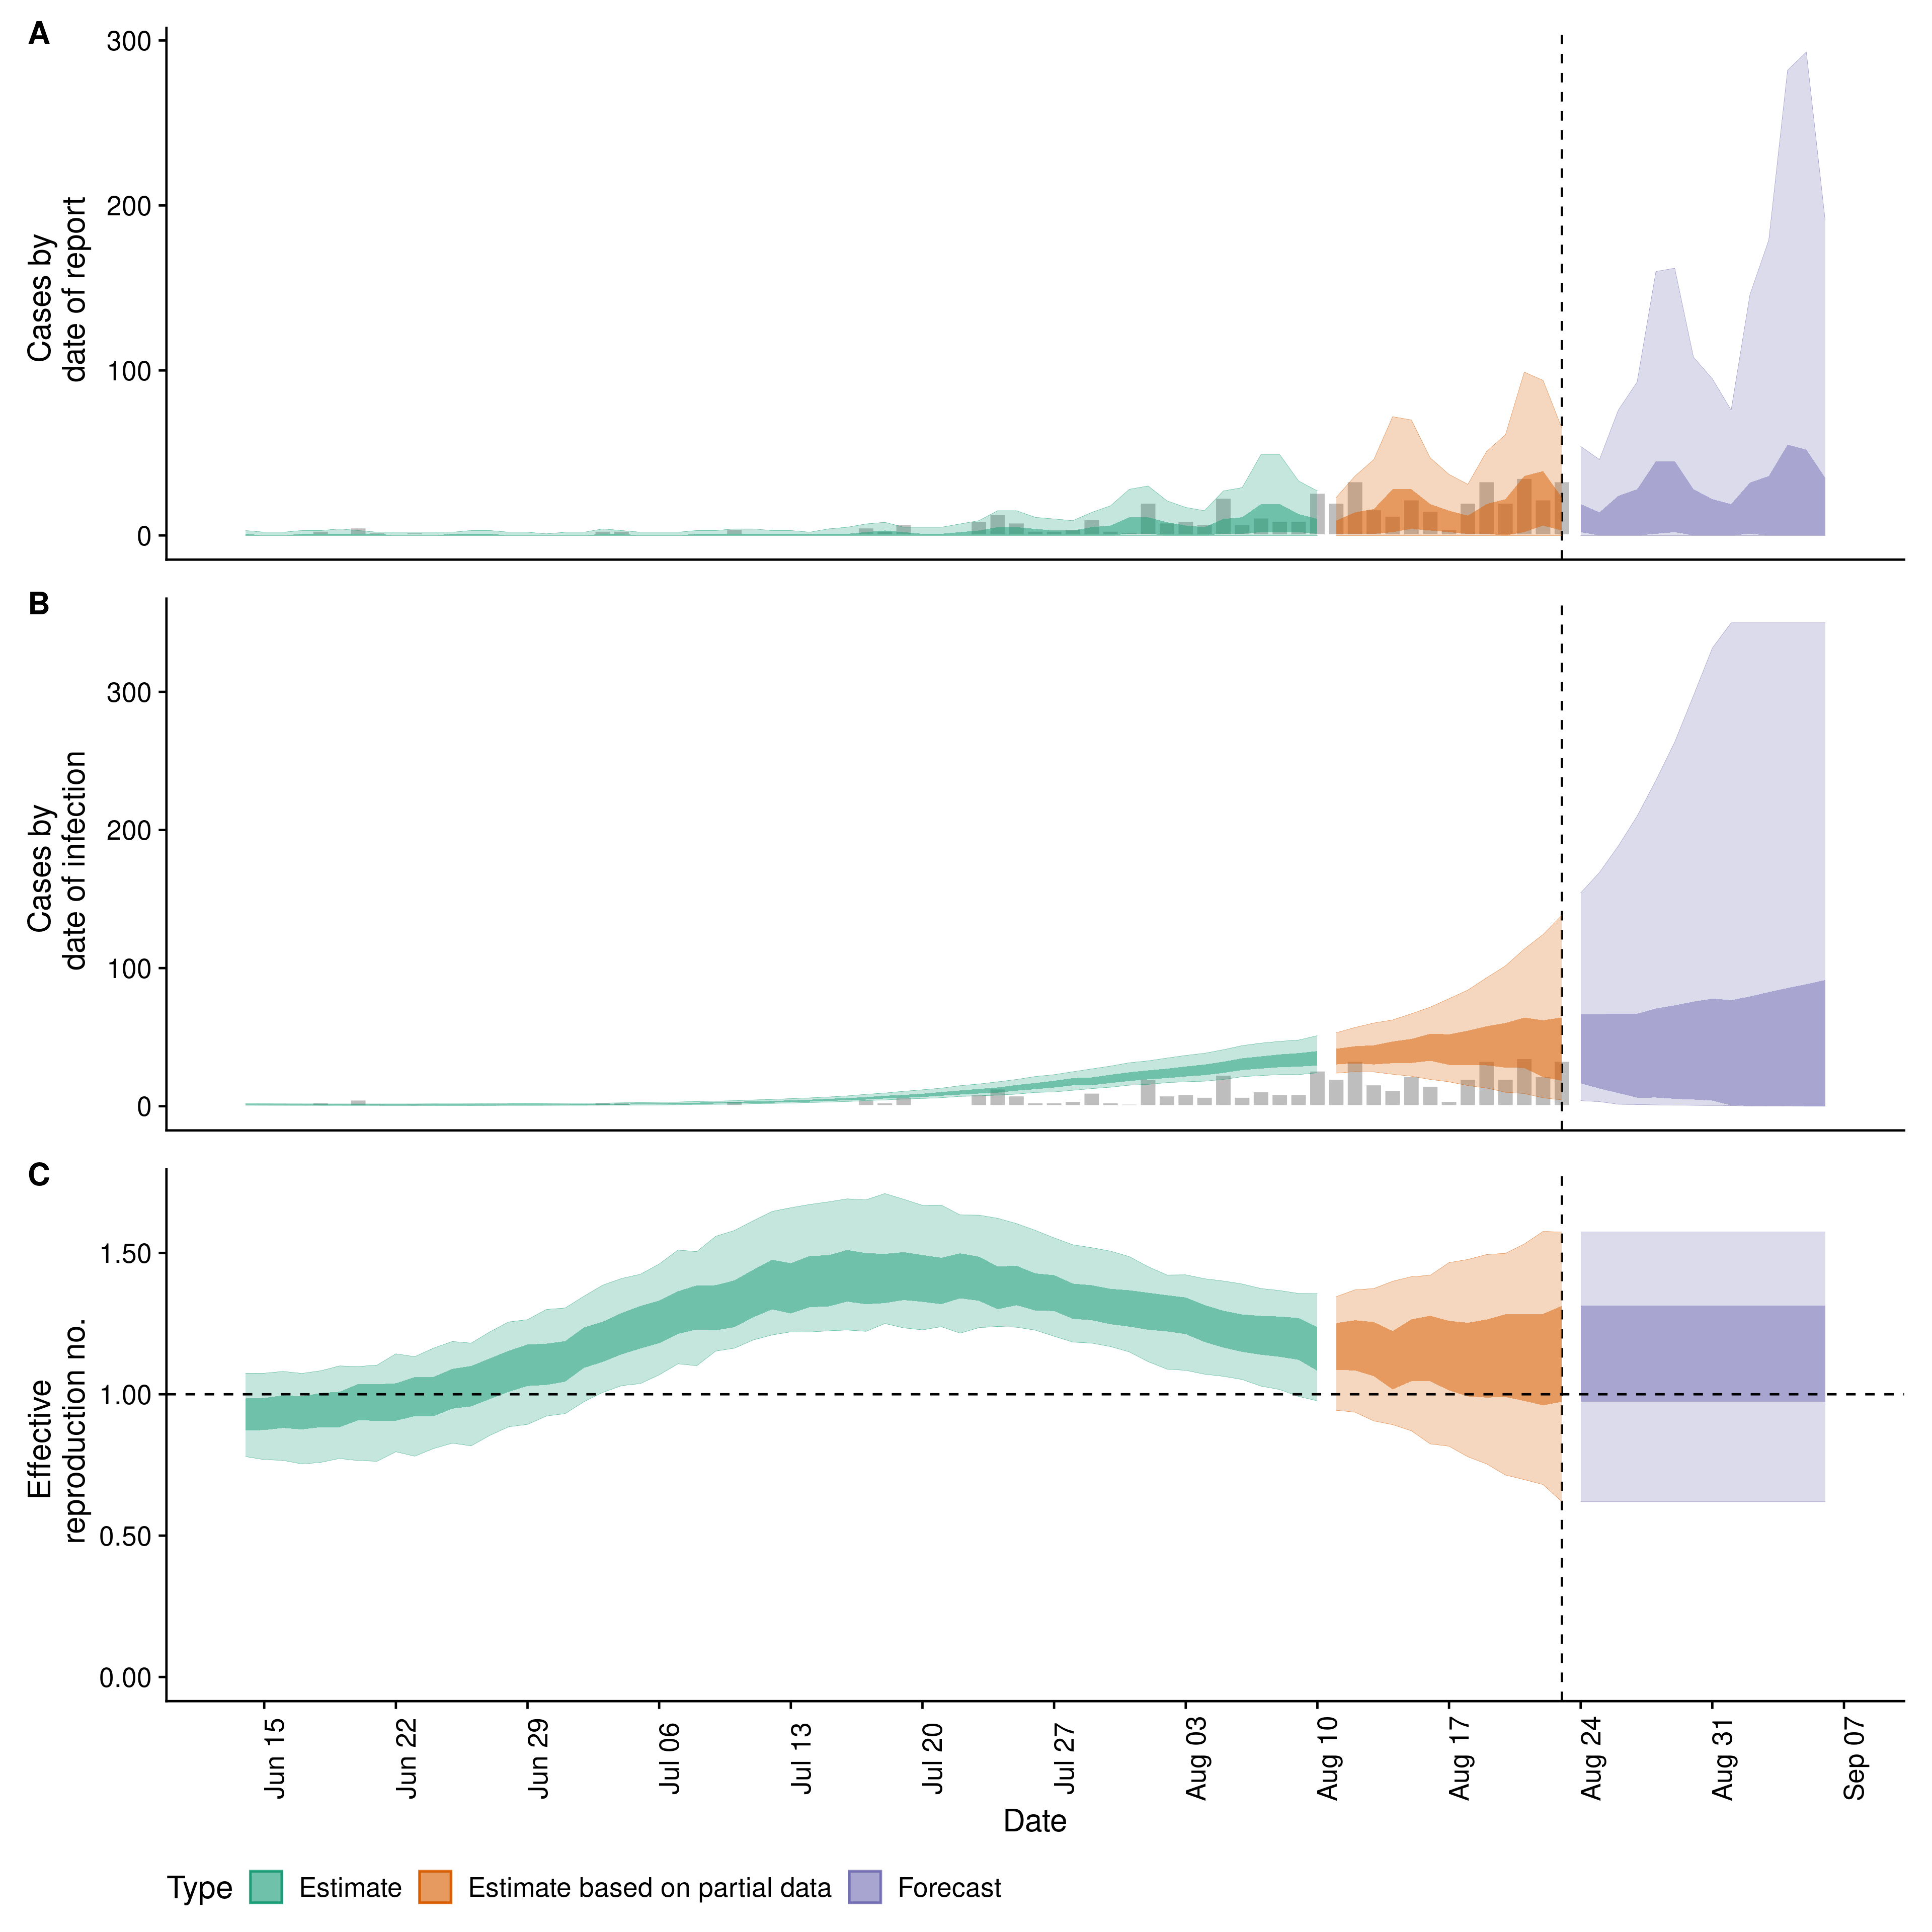 A
300
200
100
0
Cases by
date of report
B
300
200
100
0
Cases by
date of infection
C
1.50
1.00
0.50
0.00
Effective
reproduction no.
Jun 15
Jun 22
Jun 29
Jul 06
Jul 13
Jul 20
Jul 27
Aug 03
Aug 10
Aug 17
Aug 24
Aug 31
Sep 07
Date
Type Estimate Estimate based on partial data Forecast